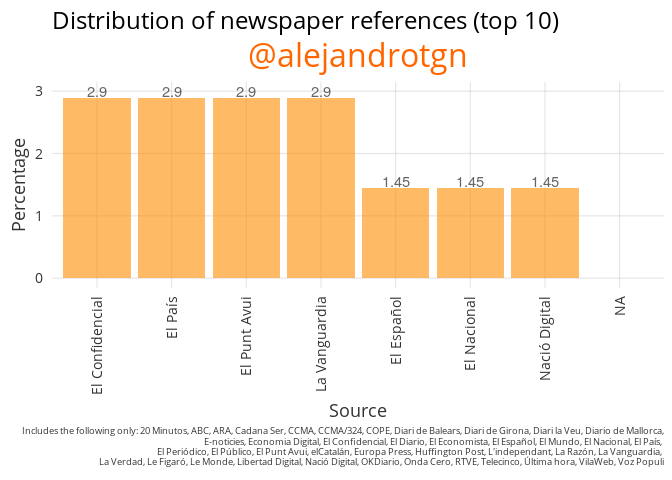 Distribution of newspaper references (top 10)
@alejandrotgn
Percentage
3
2
1
0
2.9
2.9
2.9
2.9
1.45
1.45
1.45
El Confidencial
El País
El Punt Avui
La Vanguardia
El Español
El Nacional
Nació Digital
NA
Source
Includes the following only: 20 Minutos, ABC, ARA, Cadana Ser, CCMA, CCMA/324, COPE, Diari de Balears, Diari de Girona, Diari la Veu, Diario de Mallorca,
E-noticies, Economia Digital, El Confidencial, El Diario, El Economista, El Español, El Mundo, El Nacional, El País,
El Periódico, El Público, El Punt Avui, elCatalán, Europa Press, Huffington Post, L'independant, La Razón, La Vanguardia,
La Verdad, Le Figaró, Le Monde, Libertad Digital, Nació Digital, OKDiario, Onda Cero, RTVE, Telecinco, Última hora, VilaWeb, Voz Populi